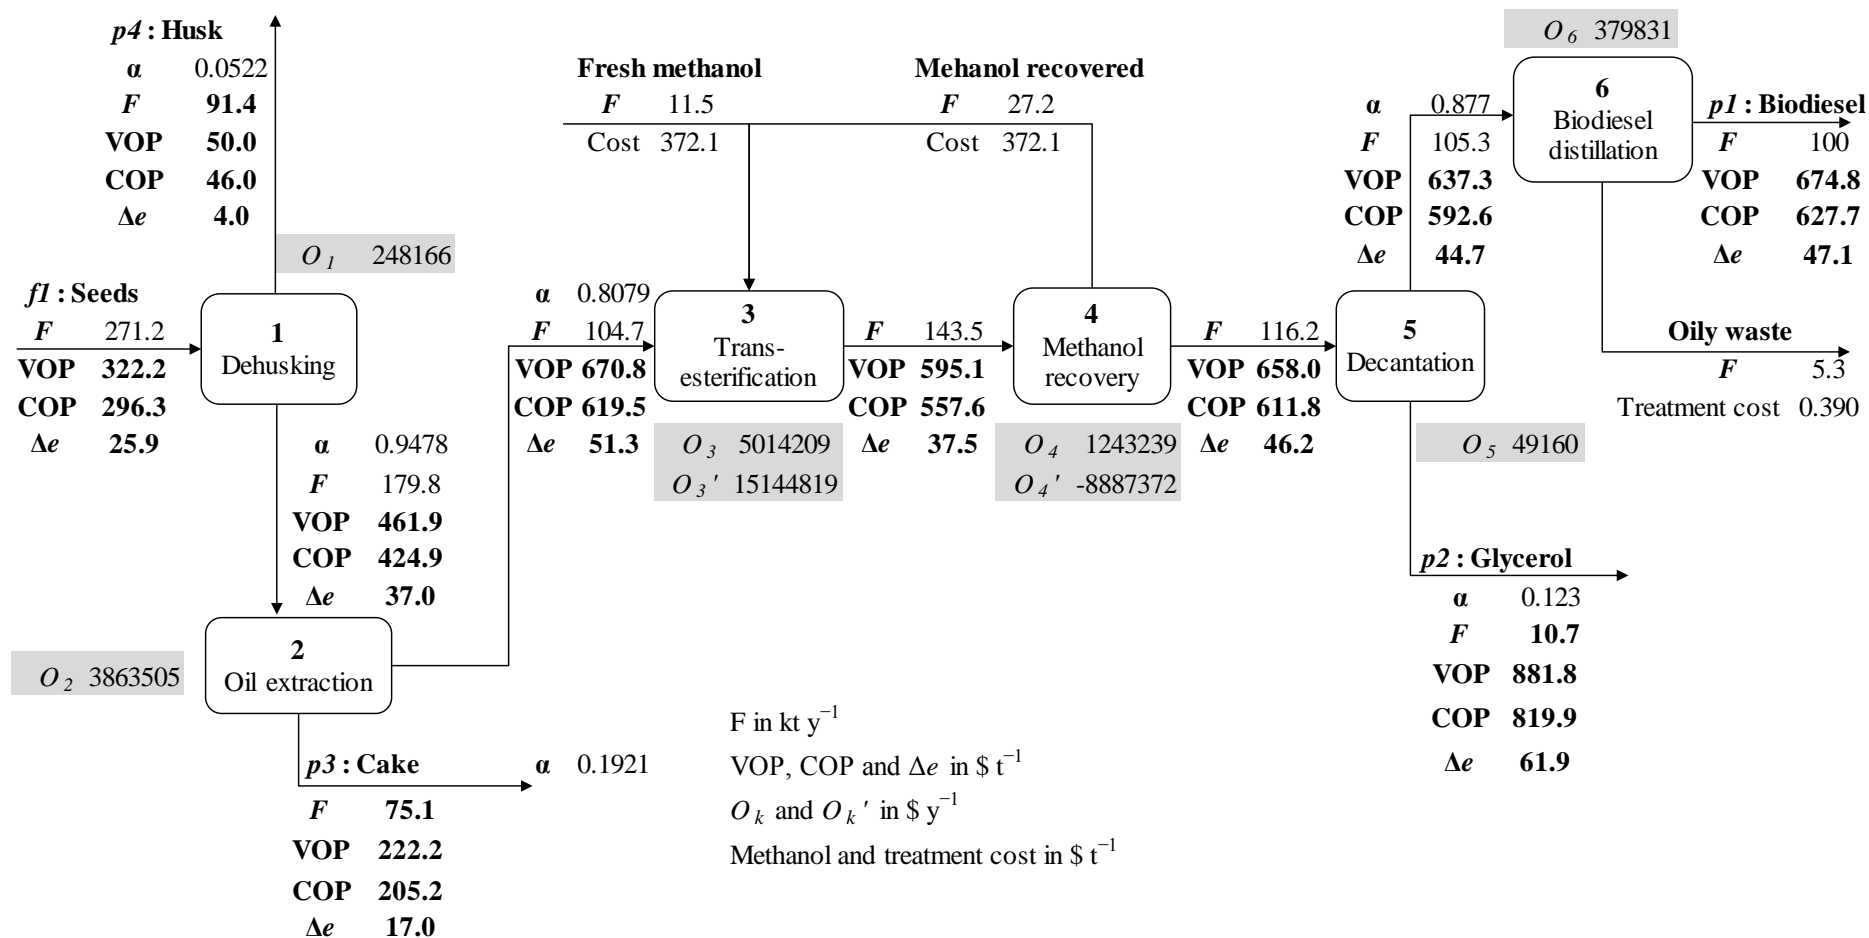 p4 : Husk
α 0.0522
F 91.4
VOP 50.0
COP 46.0
Δe 4.0
O 1 248166
f1 : Seeds
F 271.2
VOP 322.2
COP 296.3
Δe 25.9
1
Dehusking
α 0.9478
F 179.8
VOP 461.9
COP 424.9
Δe 37.0
O 2 3863505
2
Oil extraction
p3 : Cake
α 0.1921
F 75.1
VOP 222.2
COP 205.2
Δe 17.0
Fresh methanol
F 11.5
Cost 372.1
Mehanol recovered
F 27.2
Cost 372.1
α 0.8079
F 104.7
VOP 670.8
COP 619.5
Δe 51.3
3
Trans-
esterification
O 3 5014209
O 3 ' 15144819
F 143.5
VOP 595.1
COP 557.6
Δe 37.5
4
Methanol
recovery
O 4 1243239
O 4 ' -8887372
F 116.2
VOP 658.0
COP 611.8
Δe 46.2
5
Decantation
O 5 49160
α 0.877
F 105.3
VOP 637.3
COP 592.6
Δe 44.7
O 6 379831
6
Biodiesel
distillation
p1 : Biodiesel
F 100
VOP 674.8
COP 627.7
Δe 47.1
Oily waste
F 5.3
Treatment cost 0.390
p2 : Glycerol
α 0.123
F 10.7
VOP 881.8
COP 819.9
Δe 61.9
F in kt y−1
VOP, COP and Δe in $ t−1
O k and O k ' in $ y−1
Methanol and treatment cost in $ t−1